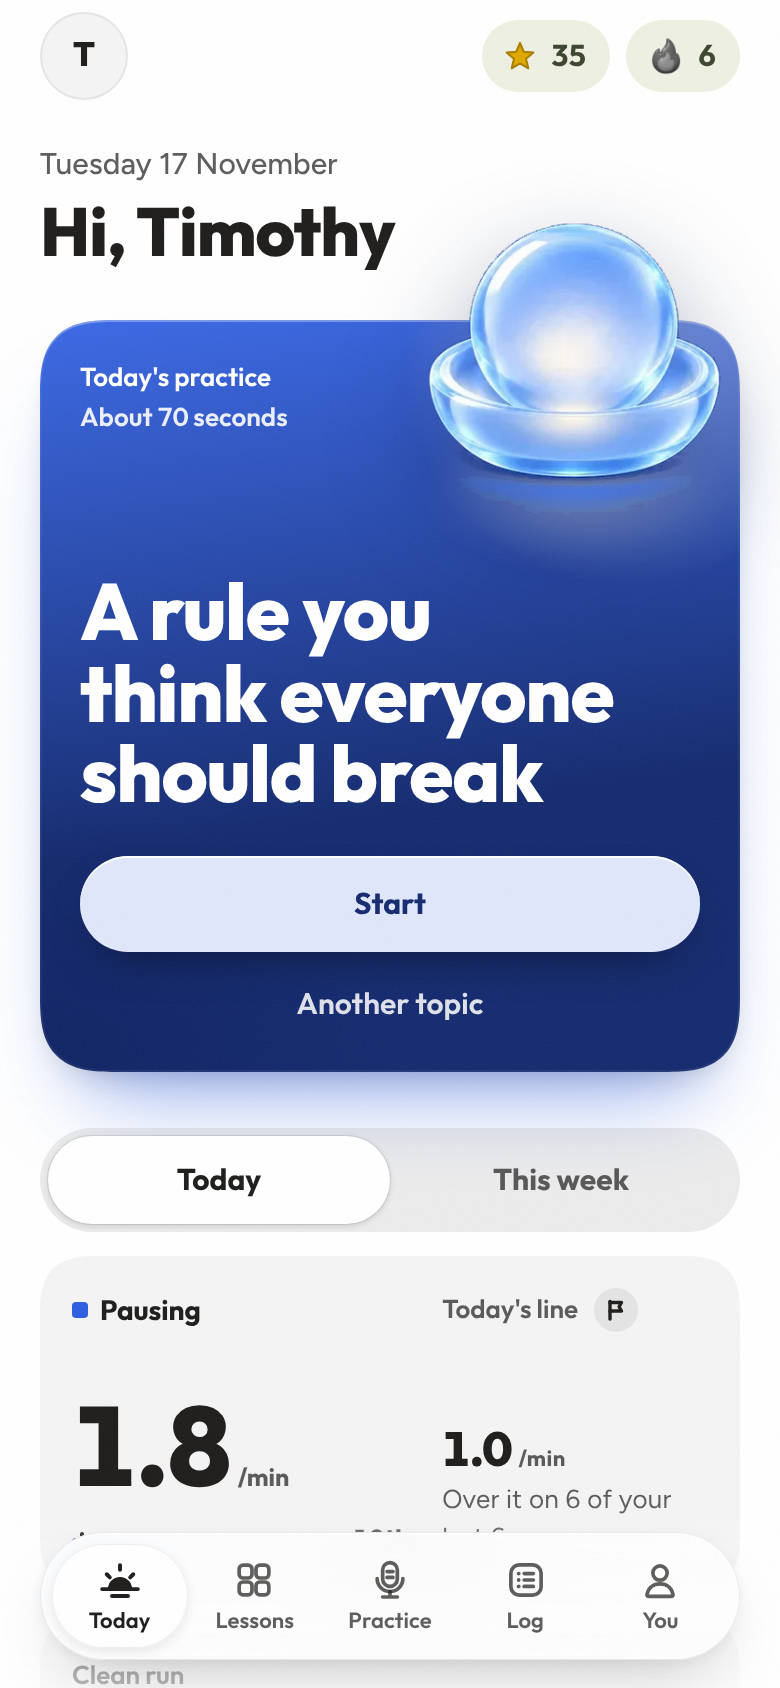 T
35
6
Tuesday 17 November
Hi, Timothy
Today's practice
About 70 seconds
A rule you
think everyone
should break
Start
Another topic
Today
This week
Pausing
Today's line
1.8 /min
1.0 /min
Over it on 6 of your
Today
Lessons
Practice
Log
You
Clean run